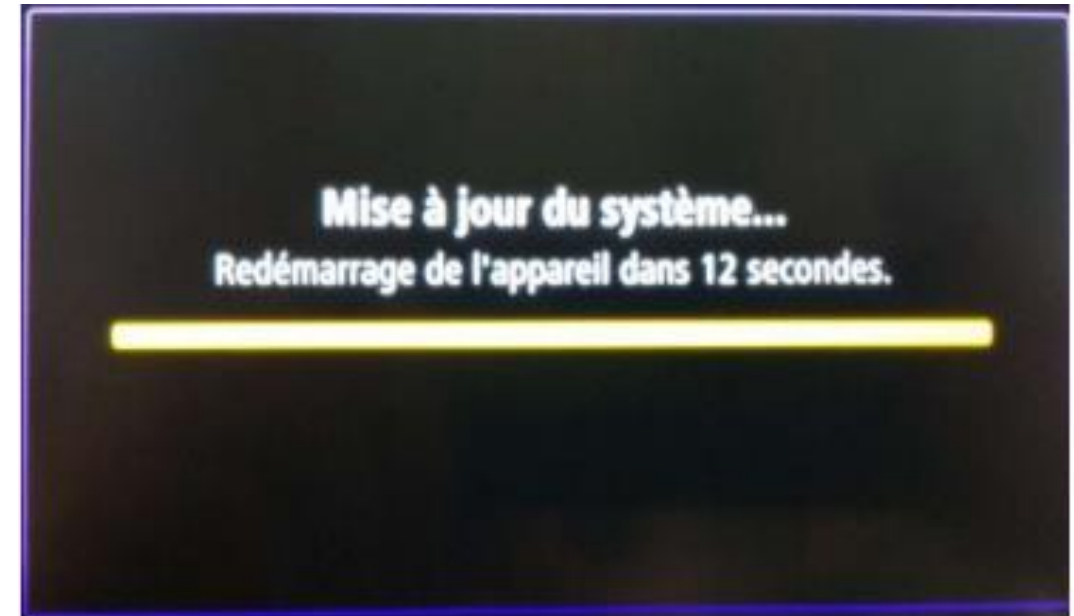 Mise à jour du système...
Redémarrage de l'appareil dans 12 secondes.